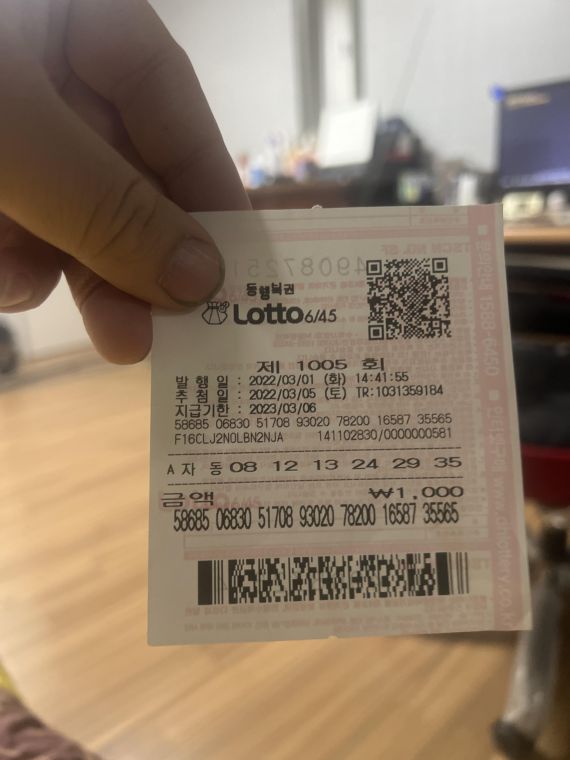 동행복권
Lotto 6/45
제 1005 회
발 행 일 : 2022/03/01 (화) 14:41:55
추 첨 일 : 2022/03/05 (토) TR:1031359184
지급기한 : 2023/03/06
58685 06830 51708 93020 78200 16587 35565
F16CLJ2NOLBN2NJA 141102830/0000000581
A 자 동 08 12 13 24 29 35
금액 ₩1,000
58685 06830 51708 93020 78200 16587 35565